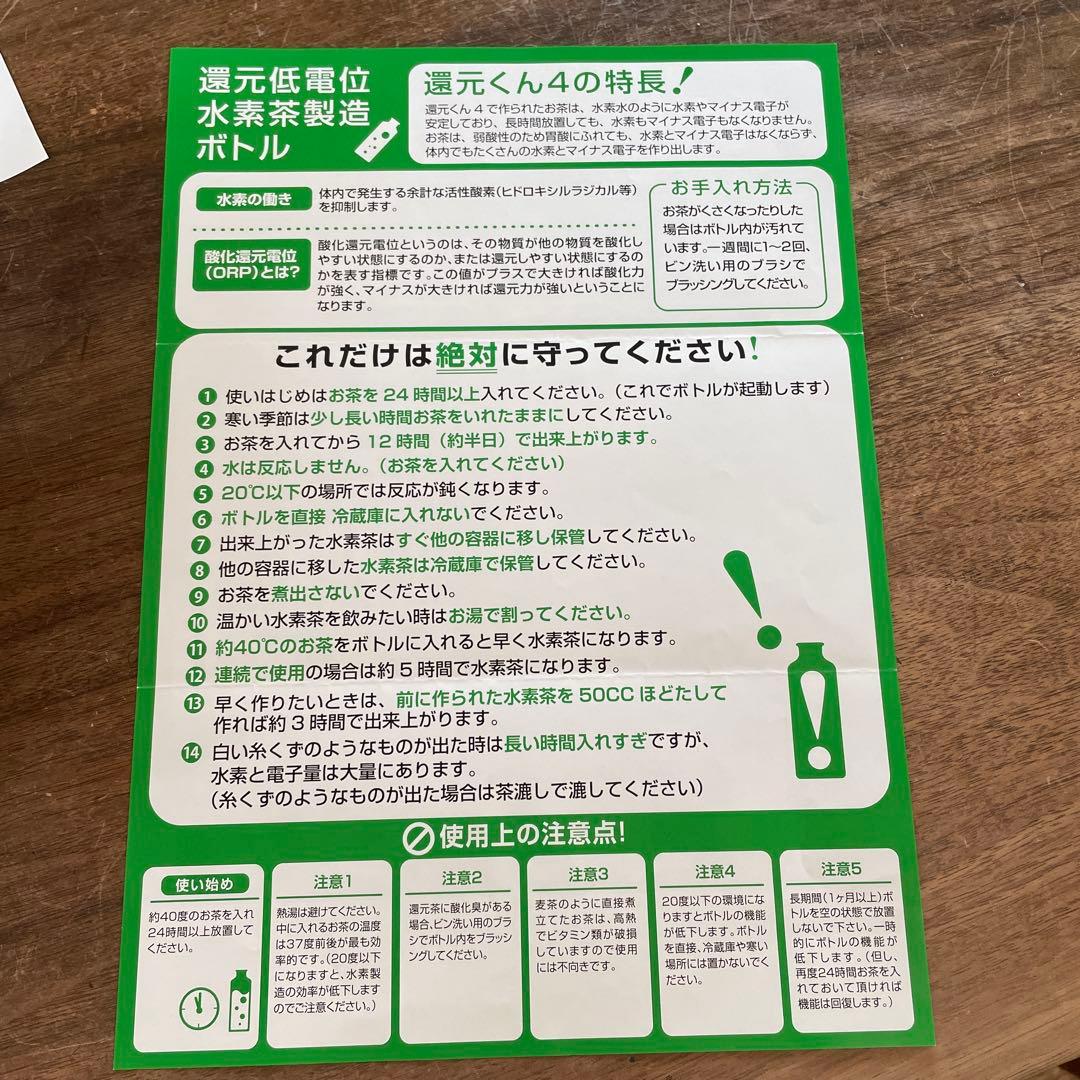 還元低電位
水素茶製造
ボトル
還元くん4の特長!
還元くん4で作られたお茶は、水素水のように水素やマイナス電子が
安定しており、長時間放置しても、水素もマイナス電子もなくなりません。
お茶は、弱酸性のため胃酸にふれても、水素とマイナス電子はなくならず、
体内でもたくさんの水素とマイナス電子を作り出します。
水素の働き
体内で発生する余計な活性酸素(ヒドロキシルラジカル等)
を抑制します。
酸化還元電位
(ORP)とは?
酸化還元電位というのは、その物質が他の物質を酸化し
やすい状態にするのか、または還元しやすい状態にするの
かを表す指標です。この値がプラスで大きければ酸化力
が強く、マイナスが大きければ還元力が強いということに
なります。
お手入れ方法
お茶がくさくなったりした
場合はボトル内が汚れて
います。一週間に1〜2回、
ビン洗い用のブラシで
ブラッシングしてください。
これだけは絶対に守ってください!
1 使いはじめはお茶を24時間以上入れてください。(これでボトルが起動します)
2 寒い季節は少し長い時間お茶をいれたままにしてください。
3 お茶を入れてから12時間(約半日)で出来上がります。
4 水は反応しません。(お茶を入れてください)
5 20℃以下の場所では反応が鈍くなります。
6 ボトルを直接 冷蔵庫に入れないでください。
7 出来上がった水素茶はすぐ他の容器に移し保管してください。
8 他の容器に移した水素茶は冷蔵庫で保管してください。
9 お茶を煮出さないでください。
10 温かい水素茶を飲みたい時はお湯で割ってください。
11 約40℃のお茶をボトルに入れると早く水素茶になります。
12 連続で使用の場合は約5時間で水素茶になります。
13 早く作りたいときは、前に作られた水素茶を50CCほどたして
作れば約3時間で出来上がります。
14 白い糸くずのようなものが出た時は長い時間入れすぎですが、
水素と電子量は大量にあります。
(糸くずのようなものが出た場合は茶漉しで漉してください)
使用上の注意点!
使い始め
約40度のお茶を入れ
24時間以上放置して
ください。
注意1
熱湯は避けてください。
中に入れるお茶の温度
は37度前後が最も効
率的です。(20度以下
になりますと、水素製
造の効率が低下します
のでご注意ください。)
注意2
還元茶に酸化臭がある
場合、ビン洗い用のブラ
シでボトル内をブラッシ
ングしてください。
注意3
麦茶のように直接煮
立てたお茶は、高熱
でビタミン類が破損
していますので使用
には不向きです。
注意4
20度以下の環境にな
りますとボトルの機能
が低下します。ボトル
を直接、冷蔵庫や寒い
場所には置かないでく
ださい。
注意5
長期間(1ヶ月以上)ボ
トルを空の状態で放置
しないで下さい。一時
的にボトルの機能が
低下します。(但し、
再度24時間お茶を入
れておいて頂ければ
機能は回復します。)